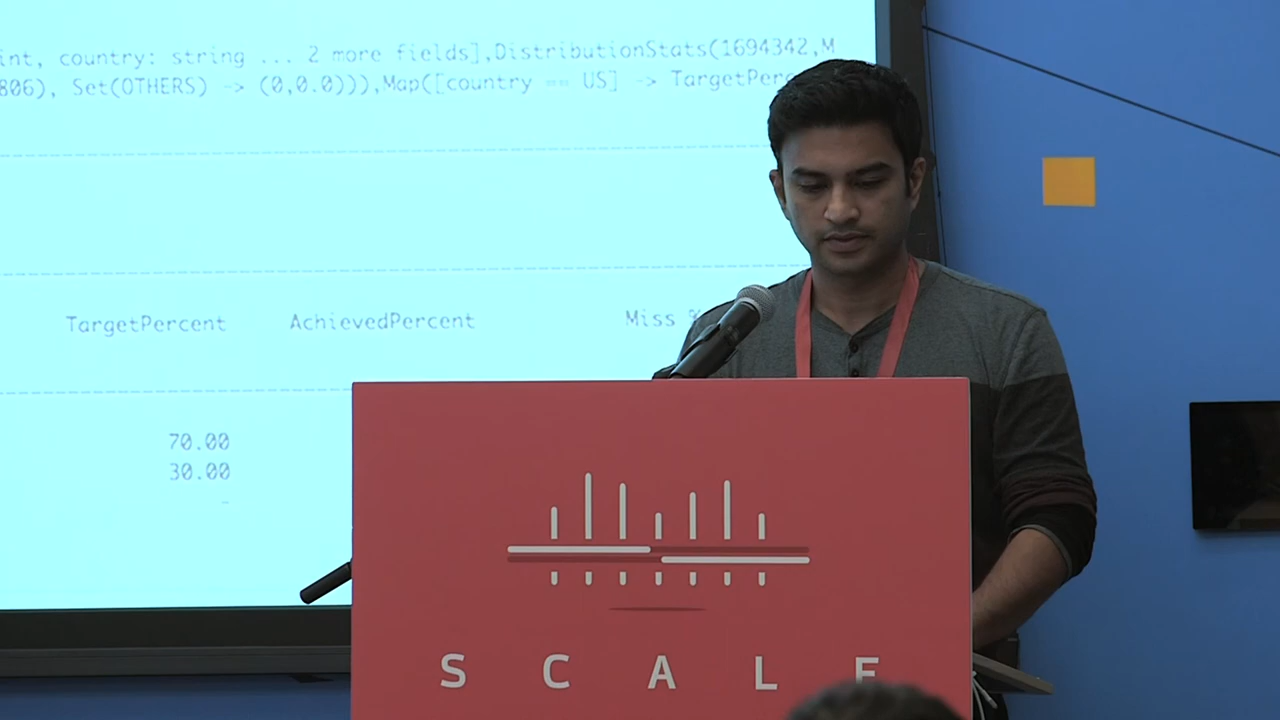 int, country: string ... 2 more fields],DistributionStats(1694342,M
806), Set(OTHERS) -> (0,0.0))),Map([country == US] -> TargetPerc
TargetPercent AchievedPercent Miss %
70.00
30.00
SCALE